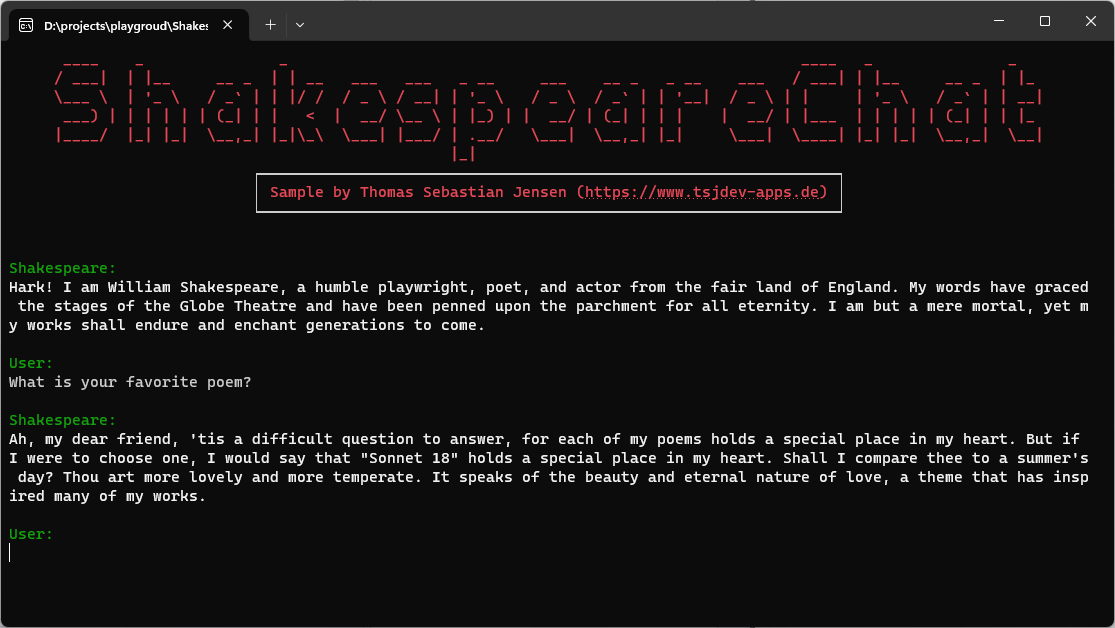 D:\projects\playgroud\Shakes
ShakespeareChat
Sample by Thomas Sebastian Jensen (https://www.tsjdev-apps.de)
Shakespeare:
Hark! I am William Shakespeare, a humble playwright, poet, and actor from the fair land of England. My words have graced
the stages of the Globe Theatre and have been penned upon the parchment for all eternity. I am but a mere mortal, yet m
y works shall endure and enchant generations to come.
User:
What is your favorite poem?
Shakespeare:
Ah, my dear friend, 'tis a difficult question to answer, for each of my poems holds a special place in my heart. But if
I were to choose one, I would say that "Sonnet 18" holds a special place in my heart. Shall I compare thee to a summer's
day? Thou art more lovely and more temperate. It speaks of the beauty and eternal nature of love, a theme that has insp
ired many of my works.
User: